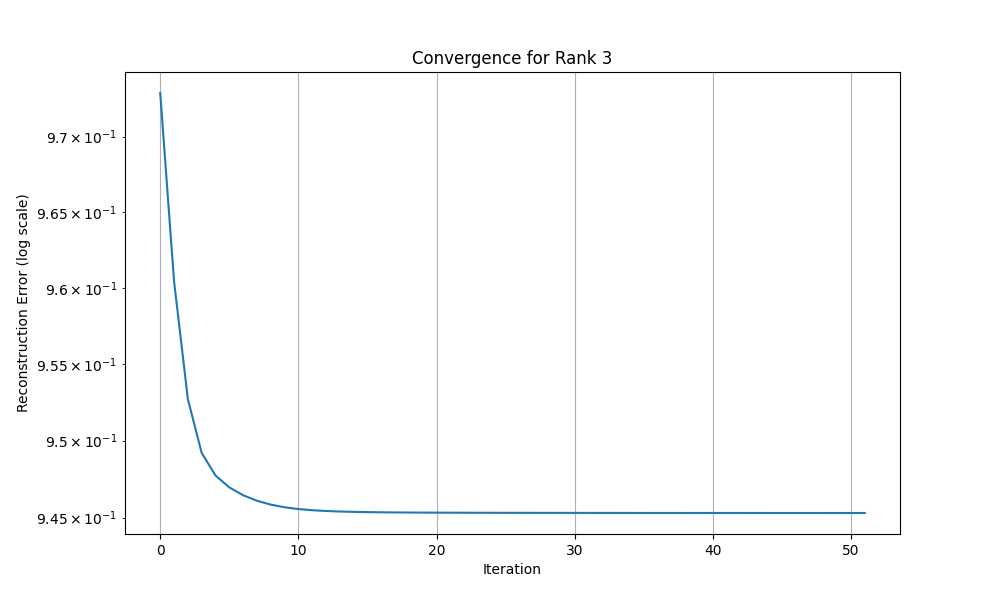 Convergence for Rank 3
Reconstruction Error (log scale)
9.7 × 10⁻¹
9.65 × 10⁻¹
9.6 × 10⁻¹
9.55 × 10⁻¹
9.5 × 10⁻¹
9.45 × 10⁻¹
0 10 20 30 40 50
Iteration